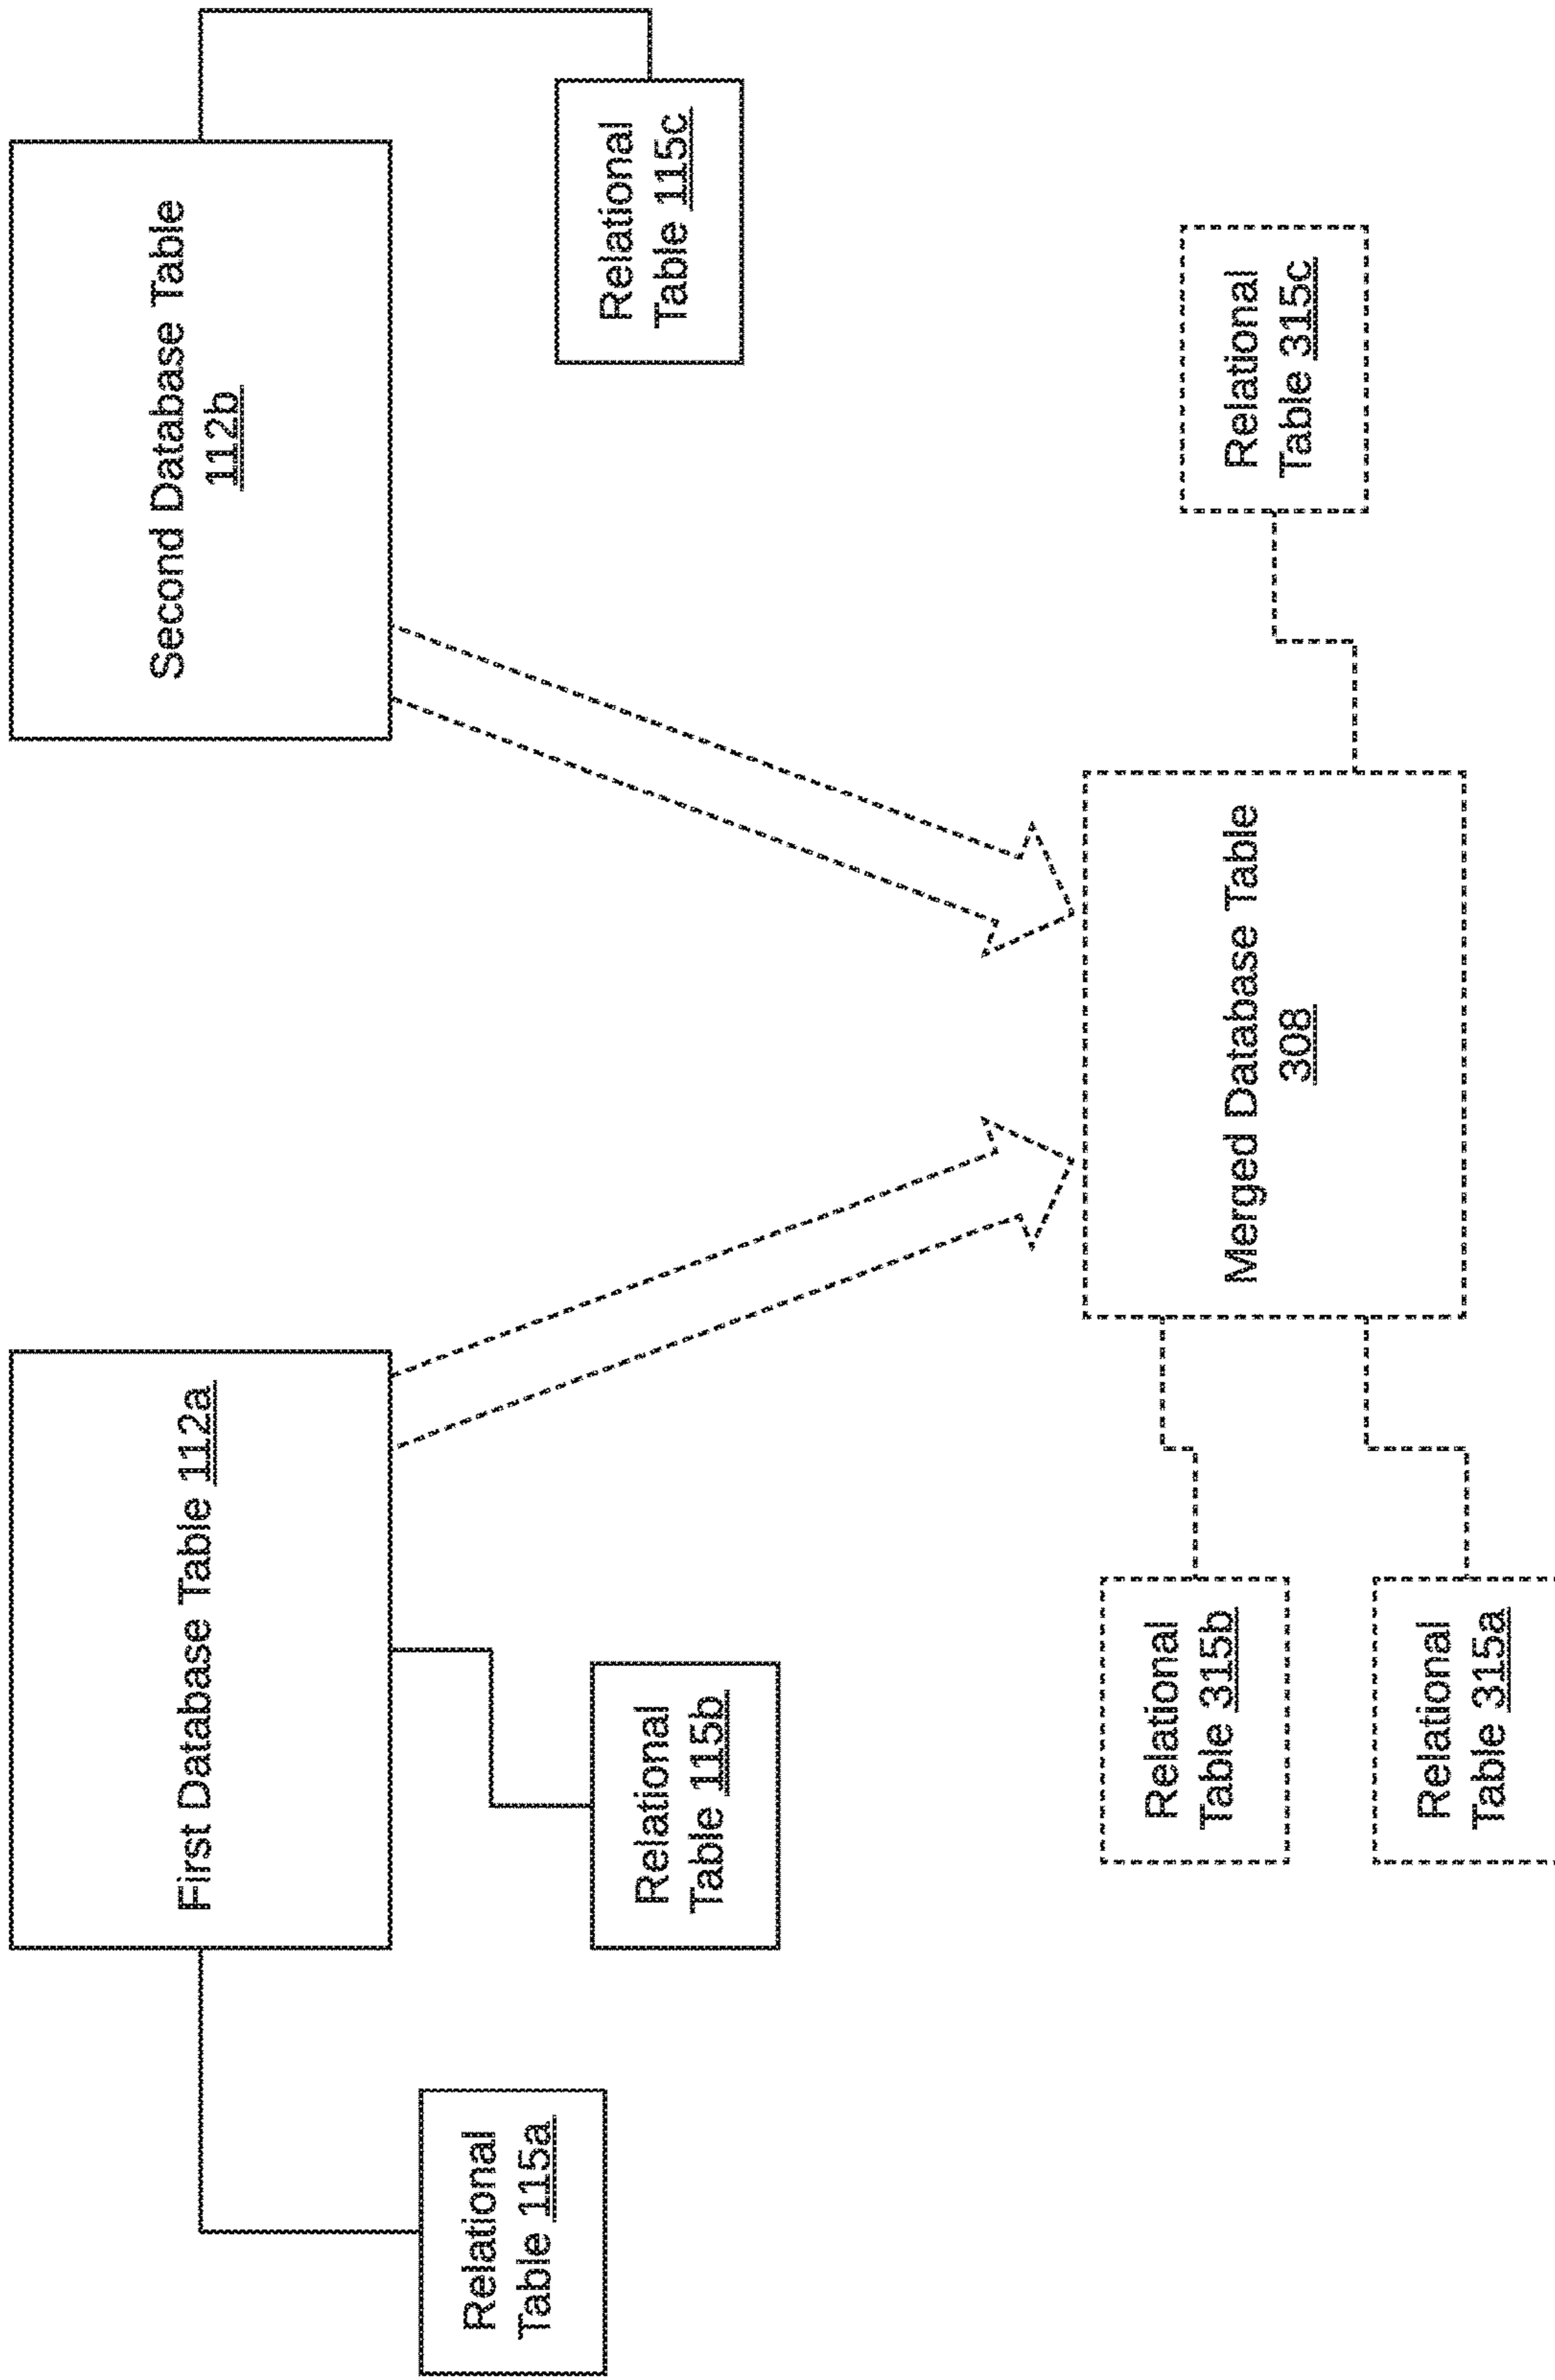 First Database Table 112a
Second Database Table
112b
Relational
Table 115a
Relational
Table 115b
Relational
Table 115c
Merged Database Table
308
Relational
Table 315b
Relational
Table 315a
Relational
Table 315c